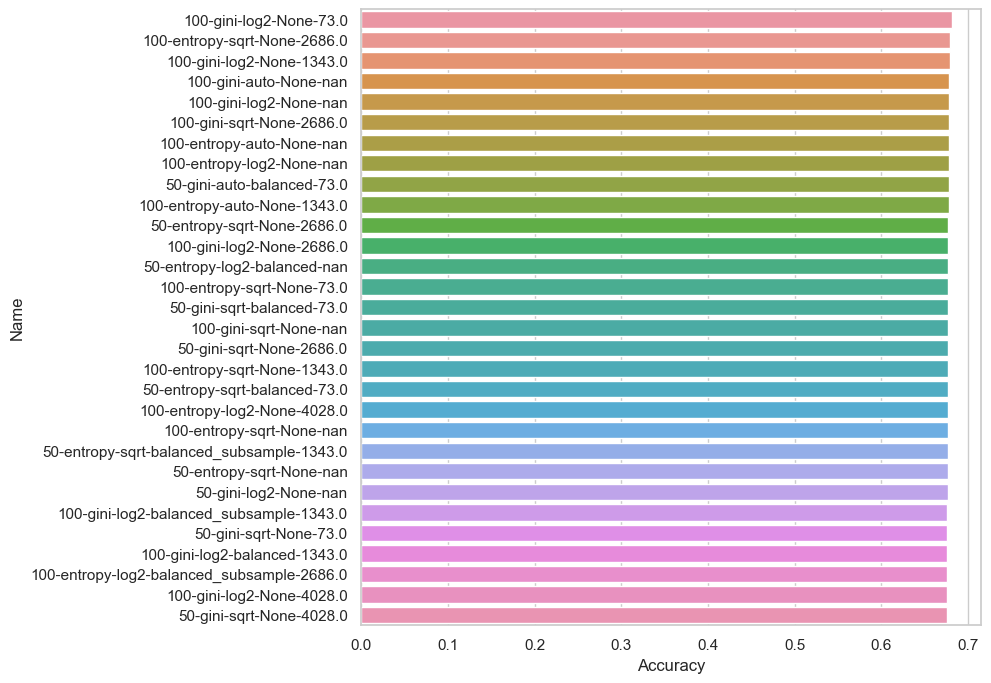 100-gini-log2-None-73.0
100-entropy-sqrt-None-2686.0
100-gini-log2-None-1343.0
100-gini-auto-None-nan
100-gini-log2-None-nan
100-gini-sqrt-None-2686.0
100-entropy-auto-None-nan
100-entropy-log2-None-nan
50-gini-auto-balanced-73.0
100-entropy-auto-None-1343.0
50-entropy-sqrt-None-2686.0
100-gini-log2-None-2686.0
50-entropy-log2-balanced-nan
100-entropy-sqrt-None-73.0
50-gini-sqrt-balanced-73.0
100-gini-sqrt-None-nan
50-gini-sqrt-None-2686.0
100-entropy-sqrt-None-1343.0
50-entropy-sqrt-balanced-73.0
100-entropy-log2-None-4028.0
100-entropy-sqrt-None-nan
50-entropy-sqrt-balanced_subsample-1343.0
50-entropy-sqrt-None-nan
50-gini-log2-None-nan
100-gini-log2-balanced_subsample-1343.0
50-gini-sqrt-None-73.0
100-gini-log2-balanced-1343.0
100-entropy-log2-balanced_subsample-2686.0
100-gini-log2-None-4028.0
50-gini-sqrt-None-4028.0
Name
0.0 0.1 0.2 0.3 0.4 0.5 0.6 0.7
Accuracy